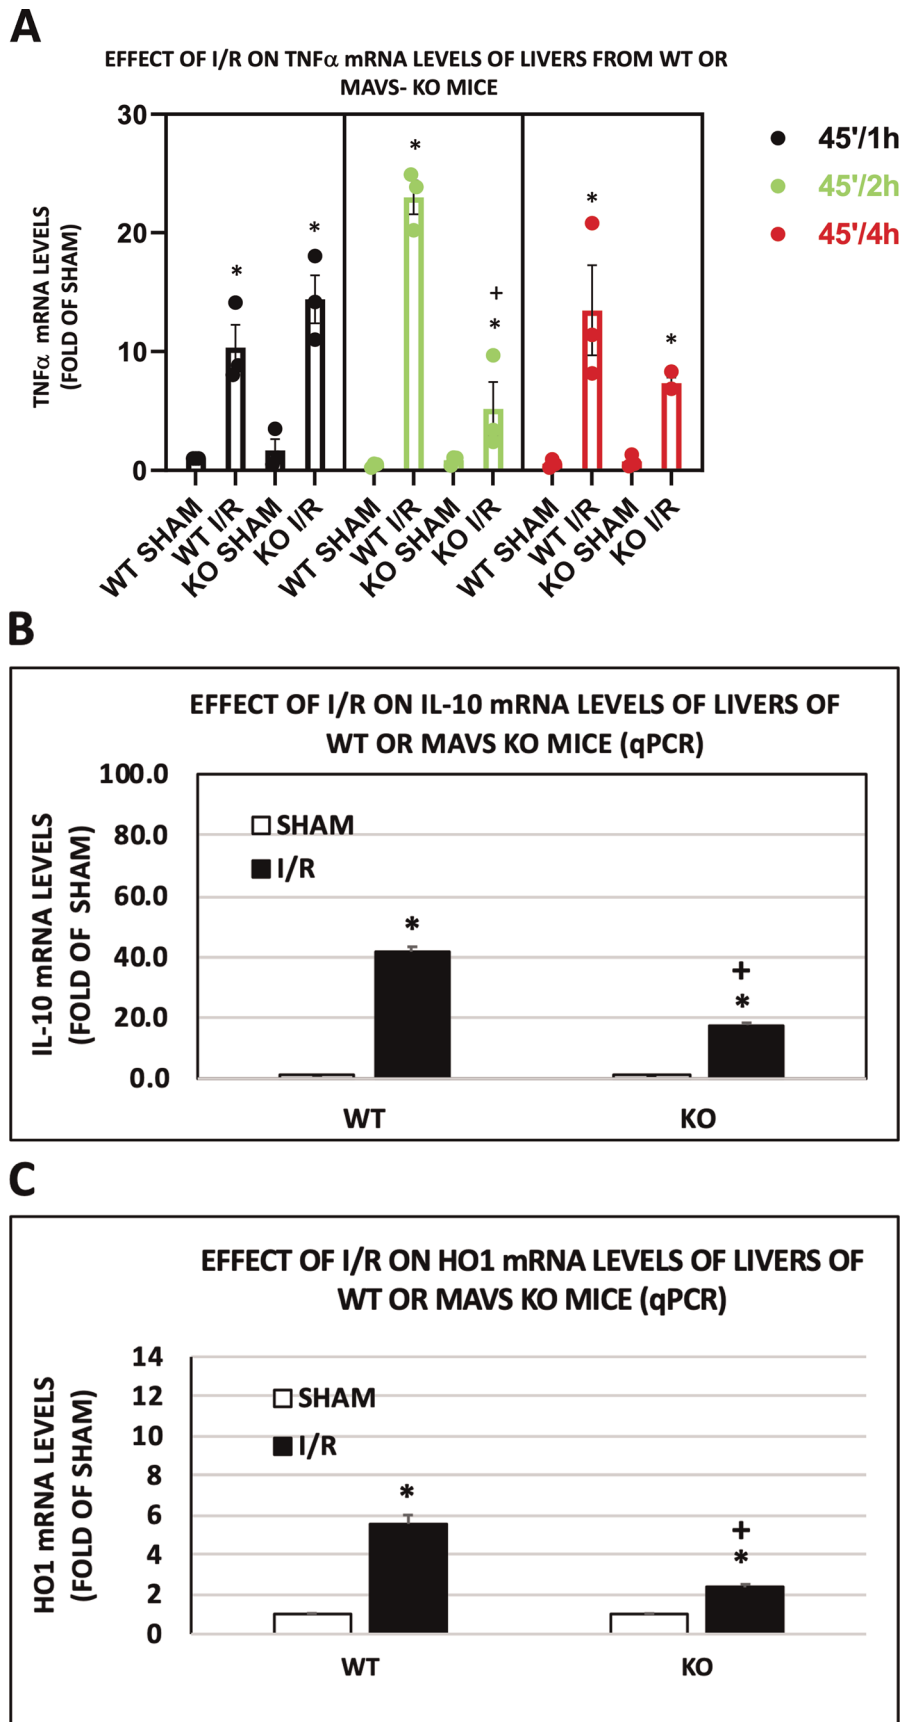 A
EFFECT OF I/R ON TNFα mRNA LEVELS OF LIVERS FROM WT OR
MAVS- KO MICE
TNFα mRNA LEVELS
(FOLD OF SHAM)
30
20
10
0
*
*
*
+
*
*
*
45'/1h
45'/2h
45'/4h
WT SHAM
WT I/R
KO SHAM
KO I/R
WT SHAM
WT I/R
KO SHAM
KO I/R
WT SHAM
WT I/R
KO SHAM
KO I/R
B
EFFECT OF I/R ON IL-10 mRNA LEVELS OF LIVERS OF
WT OR MAVS KO MICE (qPCR)
IL-10 mRNA LEVELS
(FOLD OF SHAM)
100.0
80.0
60.0
40.0
20.0
0.0
SHAM
I/R
*
+
*
WT
KO
C
EFFECT OF I/R ON HO1 mRNA LEVELS OF LIVERS OF
WT OR MAVS KO MICE (qPCR)
HO1 mRNA LEVELS
(FOLD OF SHAM)
14
12
10
8
6
4
2
0
SHAM
I/R
*
+
*
WT
KO